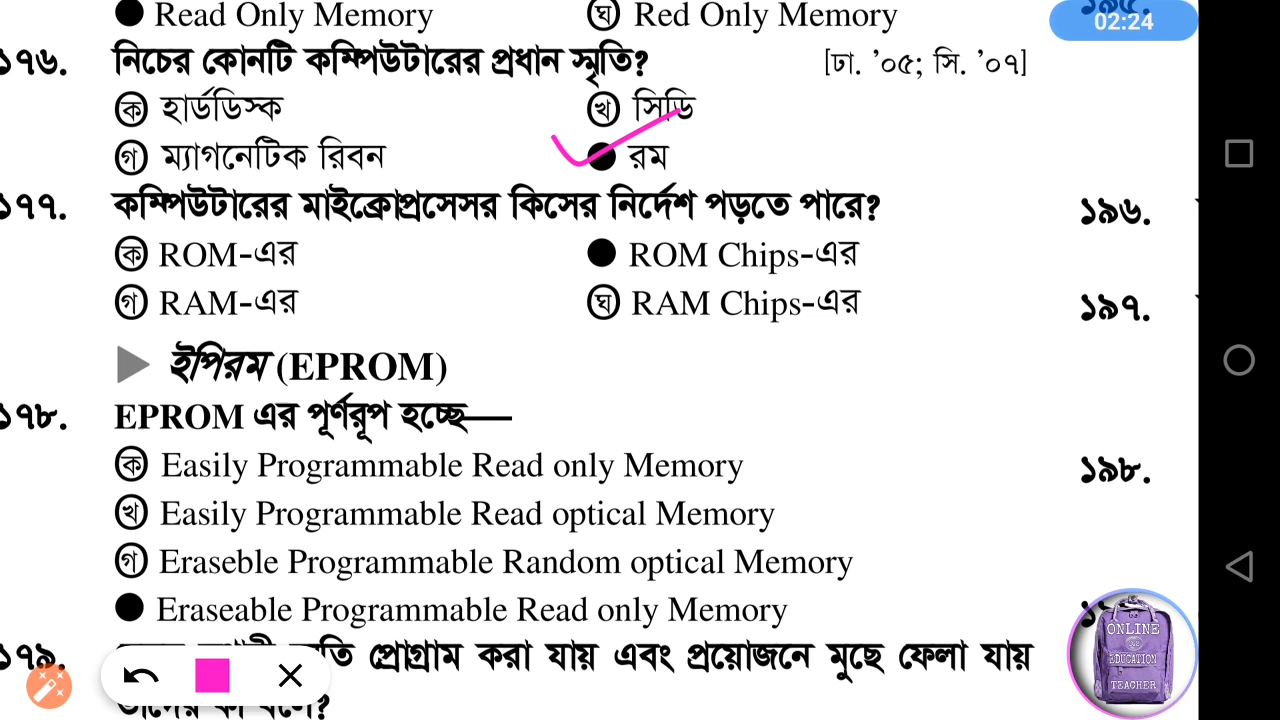 Read Only Memory ঘ Red Only Memory
১৭৬. নিচের কোনটি কম্পিউটারের প্রধান স্মৃতি? [ঢা. '০৫; সি. '০৭]
ক হার্ডডিস্ক খ সিডি
গ ম্যাগনেটিক রিবন রম
১৭৭. কম্পিউটারের মাইক্রোপ্রসেসর কিসের নির্দেশ পড়তে পারে?
ক ROM-এর ROM Chips-এর
গ RAM-এর ঘ RAM Chips-এর
ইপিরম (EPROM)
১৭৮. EPROM এর পূর্ণরূপ হচ্ছে—
ক Easily Programmable Read only Memory
খ Easily Programmable Read optical Memory
গ Eraseble Programmable Random optical Memory
Eraseable Programmable Read only Memory
১৭৯. প্রোগ্রাম করা যায় এবং প্রয়োজনে মুছে ফেলা যায়
১৯৫.
02:24
১৯৬.
১৯৭.
১৯৮.
ONLINE
EDUCATION
TEACHER